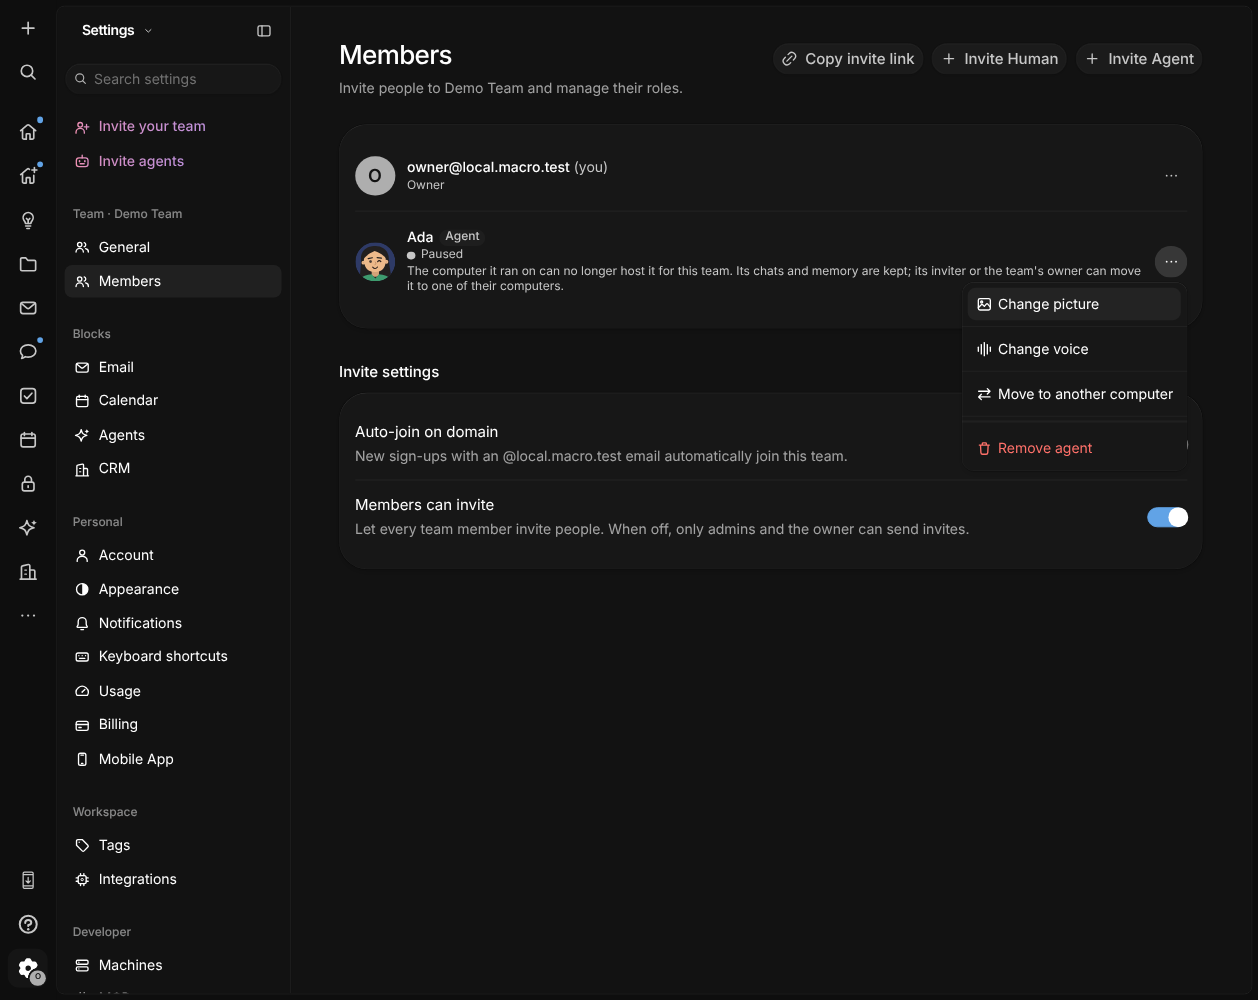 Settings
Search settings
Invite your team
Invite agents
Team · Demo Team
General
Members
Blocks
Email
Calendar
Agents
CRM
Personal
Account
Appearance
Notifications
Keyboard shortcuts
Usage
Billing
Mobile App
Workspace
Tags
Integrations
Developer
Machines
O
Members
Invite people to Demo Team and manage their roles.
Copy invite link
Invite Human
Invite Agent
O
owner@local.macro.test (you)
Owner
Ada Agent
Paused
The computer it ran on can no longer host it for this team. Its chats and memory are kept; its inviter or the team's owner can move
it to one of their computers.
Change picture
Change voice
Move to another computer
Remove agent
Invite settings
Auto-join on domain
New sign-ups with an @local.macro.test email automatically join this team.
Members can invite
Let every team member invite people. When off, only admins and the owner can send invites.